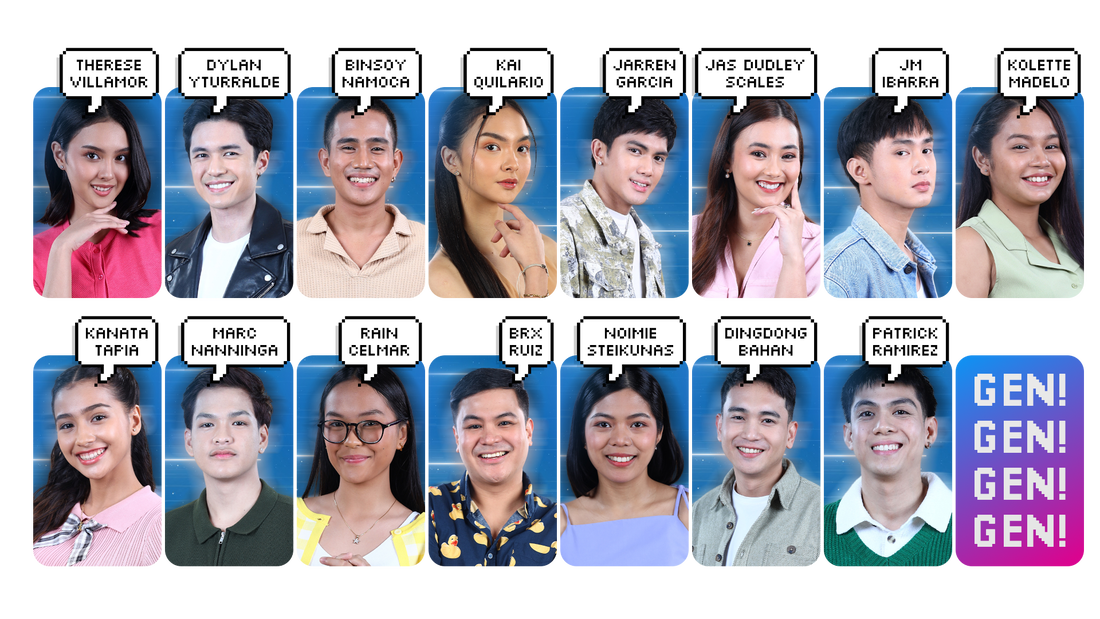 THERESE
VILLAMOR
DYLAN
YTURRALDE
BINSOY
NAMOCA
KAI
QUILARIO
JARREN
GARCIA
JAS DUDLEY
SCALES
JM
IBARRA
KOLETTE
MADELO
KANATA
TAPIA
MARC
NANNINGA
RAIN
CELMAR
BRX
RUIZ
NOIMIE
STEIKUNAS
DINGDONG
BAHAN
PATRICK
RAMIREZ
GEN!
GEN!
GEN!
GEN!